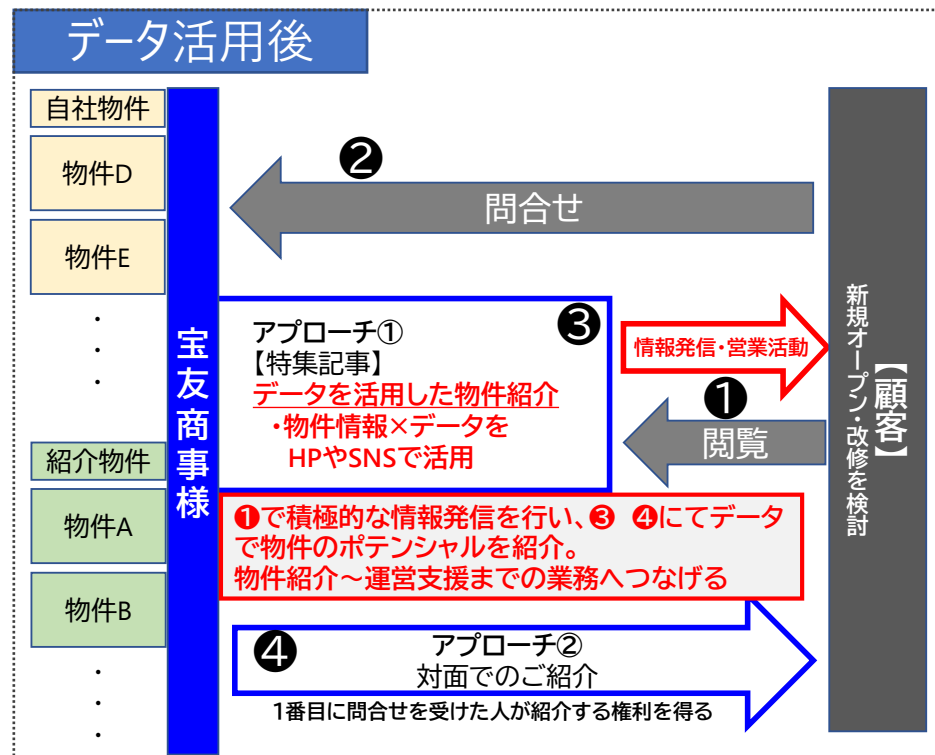 データ活用後
自社物件
物件D
物件E
・
・
・
紹介物件
物件A
物件B
・
・
・
宝友商事様
❷
問合せ
アプローチ①
【特集記事】
データを活用した物件紹介
・物件情報×データを
HPやSNSで活用
❸
情報発信・営業活動
❶
閲覧
❶で積極的な情報発信を行い、❸ ❹にてデータ
で物件のポテンシャルを紹介。
物件紹介～運営支援までの業務へつなげる
❹
アプローチ②
対面でのご紹介
1番目に問合せを受けた人が紹介する権利を得る
【顧客】
新規オープン・改修を検討